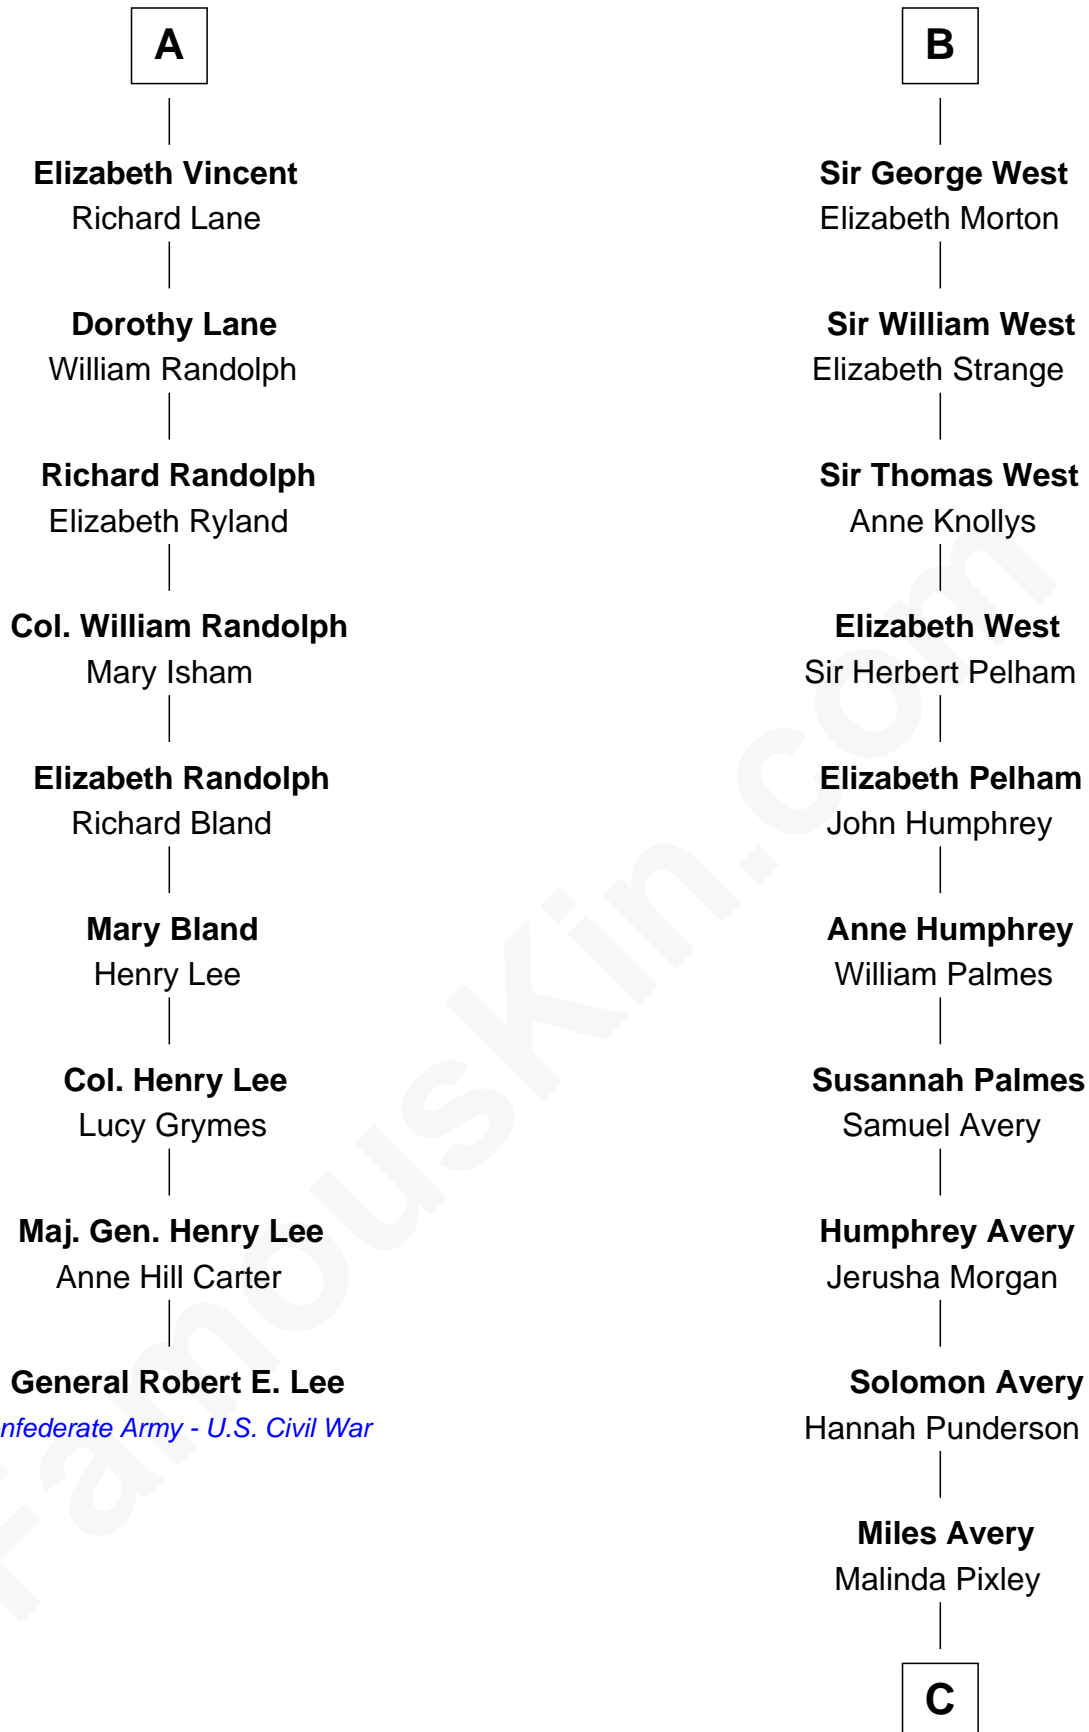 A
Elizabeth Vincent
Richard Lane
Dorothy Lane
William Randolph
Richard Randolph
Elizabeth Ryland
Col. William Randolph
Mary Isham
Elizabeth Randolph
Richard Bland
Mary Bland
Henry Lee
Col. Henry Lee
Lucy Grymes
Maj. Gen. Henry Lee
Anne Hill Carter
General Robert E. Lee
nfederate Army - U.S. Civil War
B
Sir George West
Elizabeth Morton
Sir William West
Elizabeth Strange
Sir Thomas West
Anne Knollys
Elizabeth West
Sir Herbert Pelham
Elizabeth Pelham
John Humphrey
Anne Humphrey
William Palmes
Susannah Palmes
Samuel Avery
Humphrey Avery
Jerusha Morgan
Solomon Avery
Hannah Punderson
Miles Avery
Malinda Pixley
C
FamousKin.com